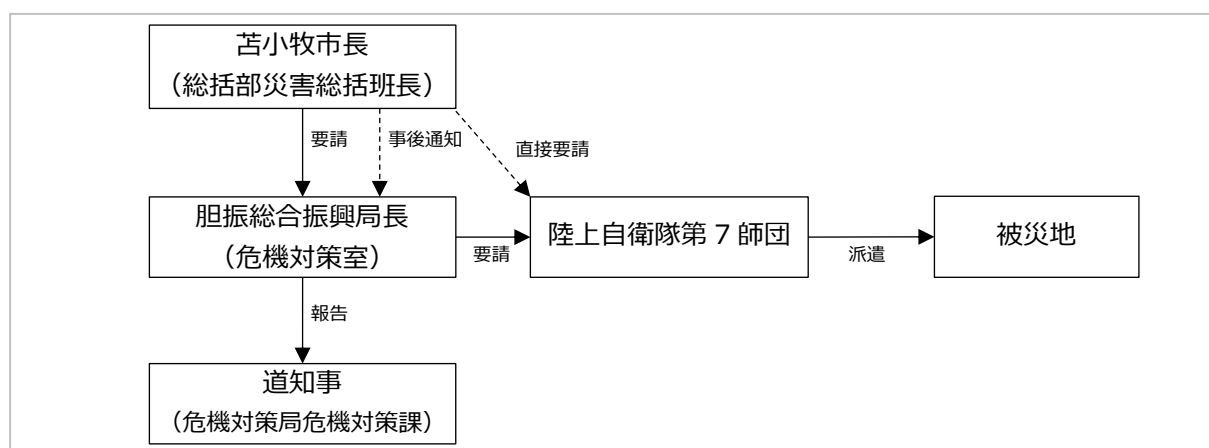 苫小牧市長
（総括部災害総括班長）
要請
事後通知
直接要請
胆振総合振興局長
（危機対策室）
要請
陸上自衛隊第７師団
派遣
被災地
報告
道知事
（危機対策局危機対策課）